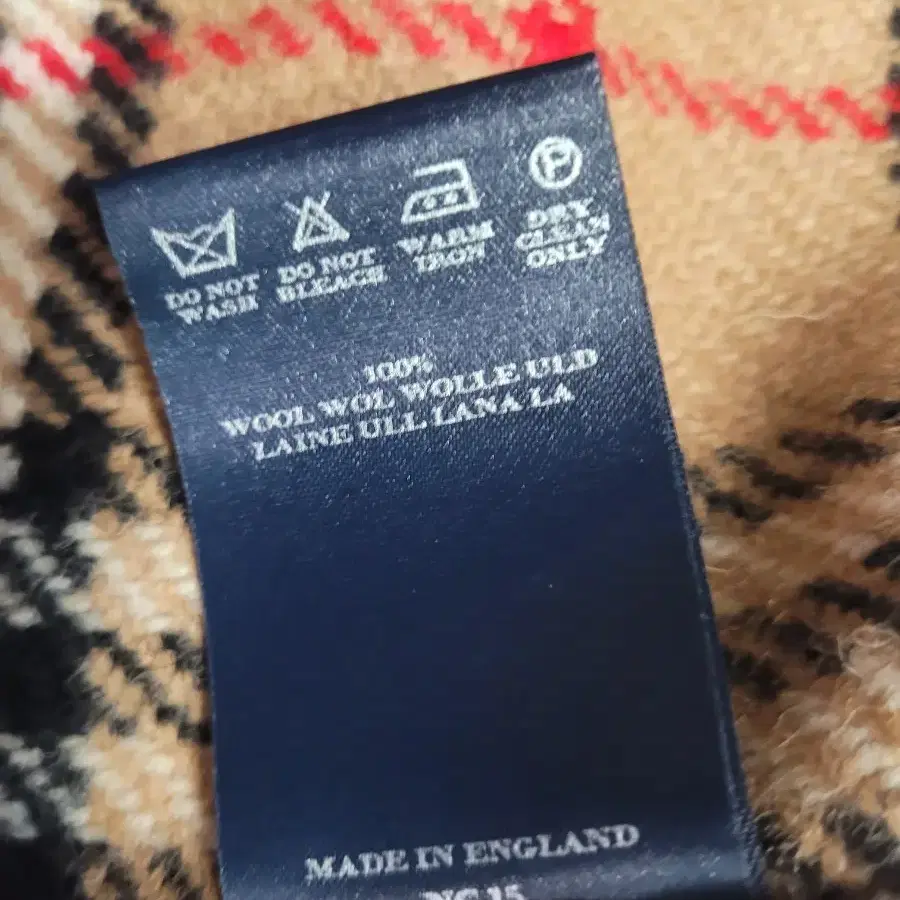 P
DO NOT
WASH
DO NOT
BLEACH
WARM
IRON
DRY
CLEAN
ONLY
100%
WOOL WOL WOLLE ULD
LAINE ULL LANA LA
MADE IN ENGLAND